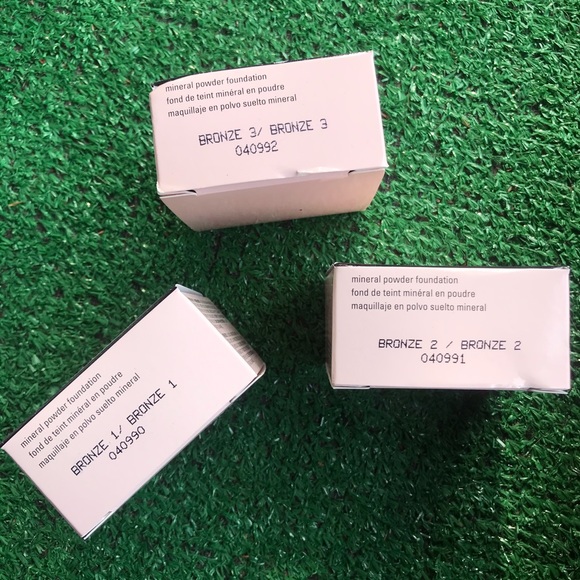 mineral powder foundation
fond de teint minéral en poudre
maquillaje en polvo suelto mineral
BRONZE 3/ BRONZE 3
040992
mineral powder foundation
fond de teint minéral en poudre
maquillaje en polvo suelto mineral
BRONZE 2 / BRONZE 2
040991
mineral powder foundation
fond de teint minéral en poudre
maquillaje en polvo suelto mineral
BRONZE 1/ BRONZE 1
040990